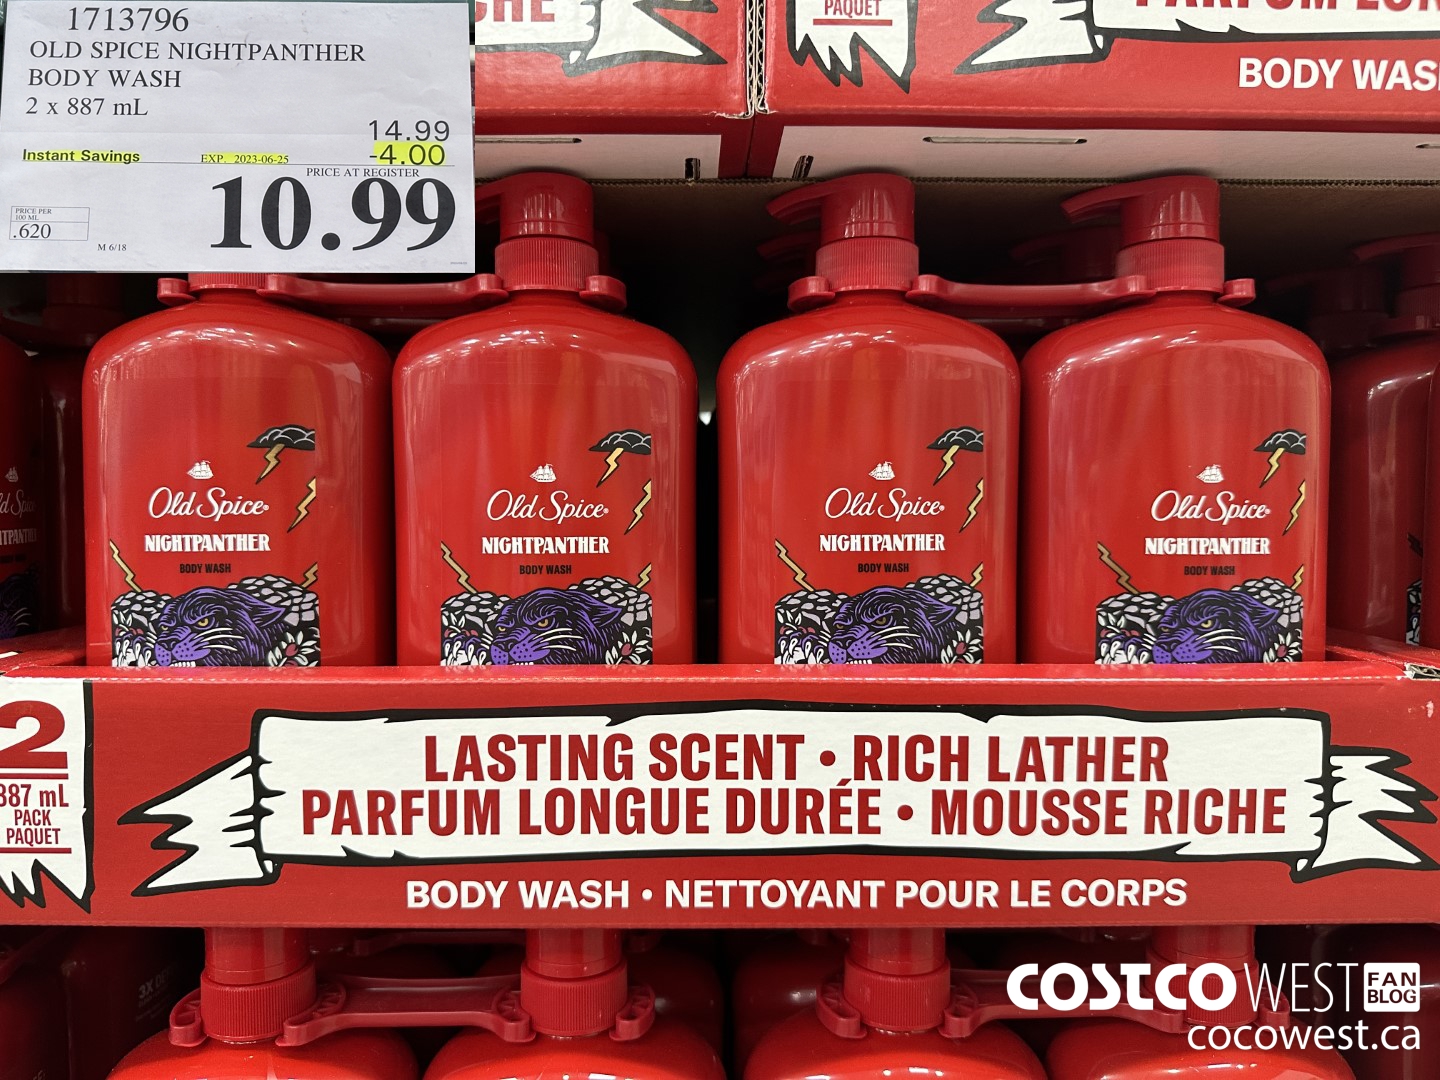 1713796
OLD SPICE NIGHTPANTHER
BODY WASH
2 x 887 mL
14.99
Instant Savings EXP. 2023-06-25 -4.00
PRICE AT REGISTER
10.99
PRICE PER
100 ML
.620
M 6/18
PAQUET
BODY WAS
Old Spice
NIGHTPANTHER
BODY WASH
Old Spice
NIGHTPANTHER
BODY WASH
Old Spice
NIGHTPANTHER
BODY WASH
Old Spice
NIGHTPANTHER
BODY WASH
2
887 mL
PACK
PAQUET
LASTING SCENT • RICH LATHER
PARFUM LONGUE DURÉE • MOUSSE RICHE
BODY WASH • NETTOYANT POUR LE CORPS
COSTCO WEST FAN BLOG
cocowest.ca